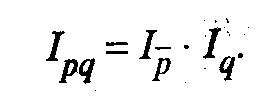 I_pq = I_p̄ · I_q.